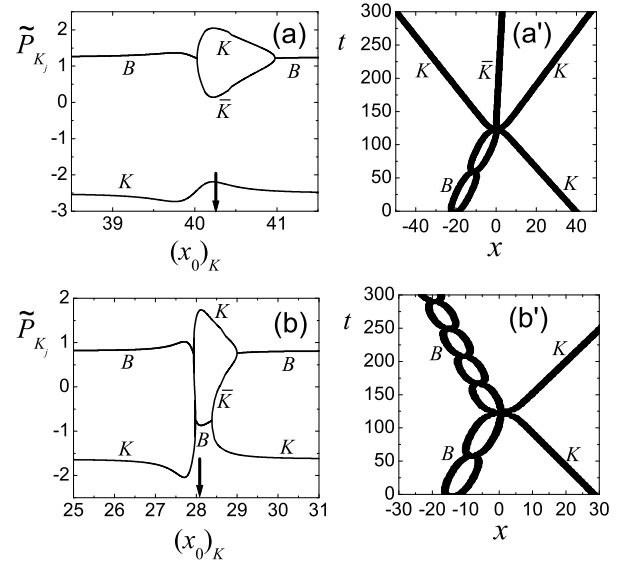 P̃_{K_j}
2
1
0
-1
-2
-3
(a)
K
B
B
K̄
K
39 40 41
(x₀)_K
t
300
250
200
150
100
50
0
(a')
K
K̄
K
B
K
-40 -20 0 20 40
x
P̃_{K_j}
2
1
0
-1
-2
(b)
K
B
B
K̄
B
K
K
25 26 27 28 29 30 31
(x₀)_K
t
300
250
200
150
100
50
0
(b')
B
K
B
K
-30 -20 -10 0 10 20 30
x